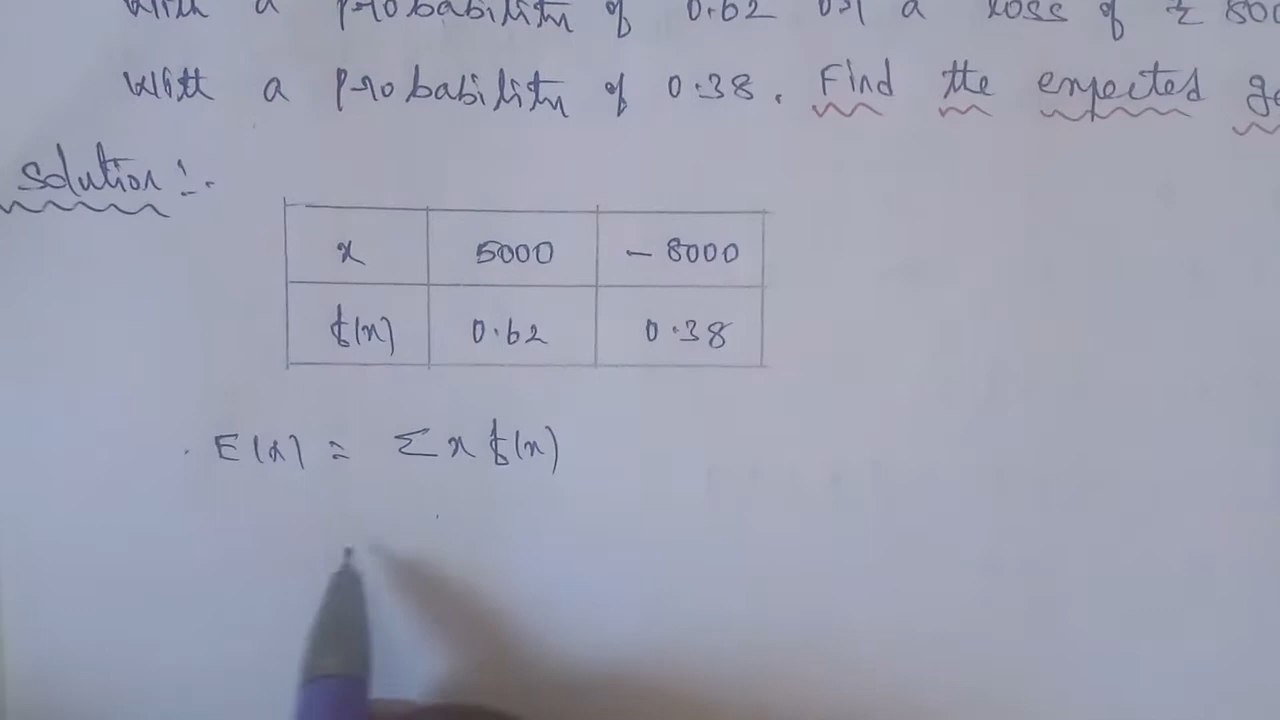 with a probability of 0.62 or a loss of ₹ 800
with a probability of 0.38. Find the expected
Solution :-
x 5000 - 8000
f(x) 0.62 0.38
E(x) = Σ x f(x)